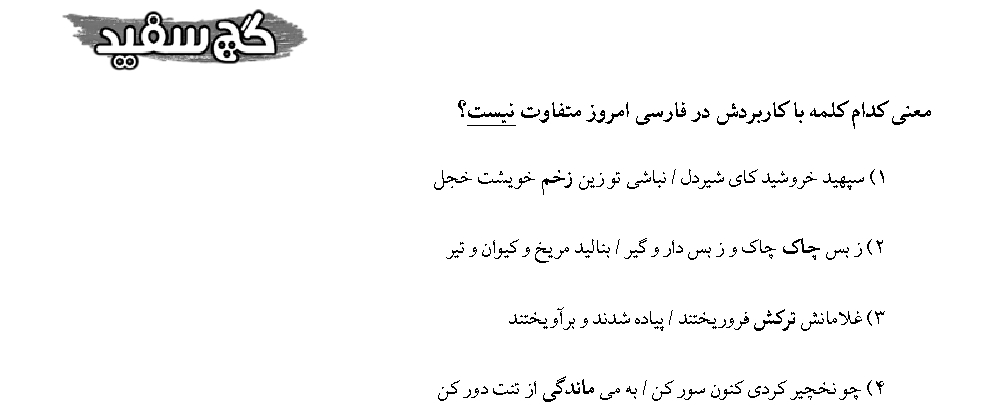 گچ سفید
معنی کدام کلمه با کاربردش در فارسی امروز متفاوت نیست؟
۱) سپهبد خروشید کای شیردل / نباشی تو زین زخم خویشت خجل
۲) ز بس چاک چاک و ز بس دار و گیر / بنالید مریخ و کیوان و تیر
۳) غلامانش ترکش فروریختند / پیاده شدند و برآویختند
۴) چو نخچیر کردی کنون سور کن / به می ماندگی از تنت دور کن